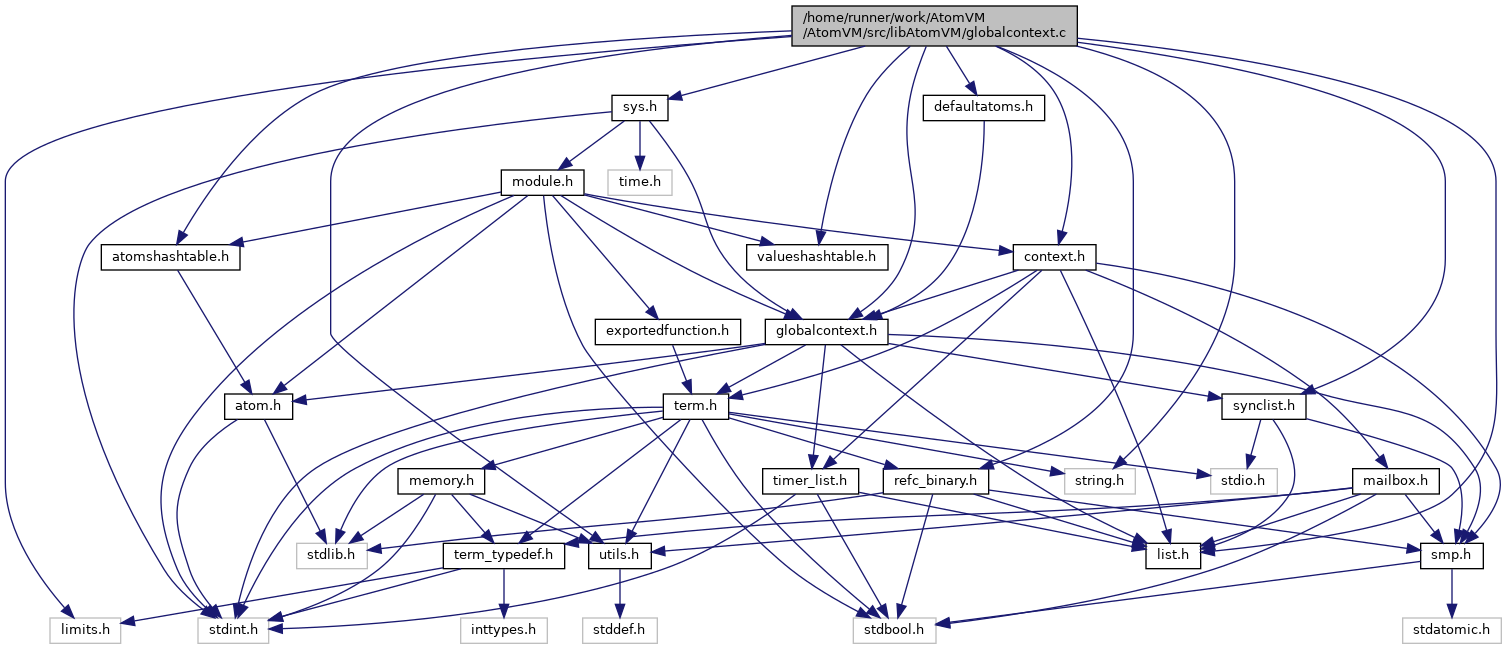 /home/runner/work/AtomVM
/AtomVM/src/libAtomVM/globalcontext.c
sys.h
defaultatoms.h
module.h
time.h
atomshashtable.h
valueshashtable.h
context.h
exportedfunction.h
globalcontext.h
atom.h
term.h
synclist.h
memory.h
timer_list.h
refc_binary.h
string.h
stdio.h
mailbox.h
stdlib.h
term_typedef.h
utils.h
list.h
smp.h
limits.h
stdint.h
inttypes.h
stddef.h
stdbool.h
stdatomic.h